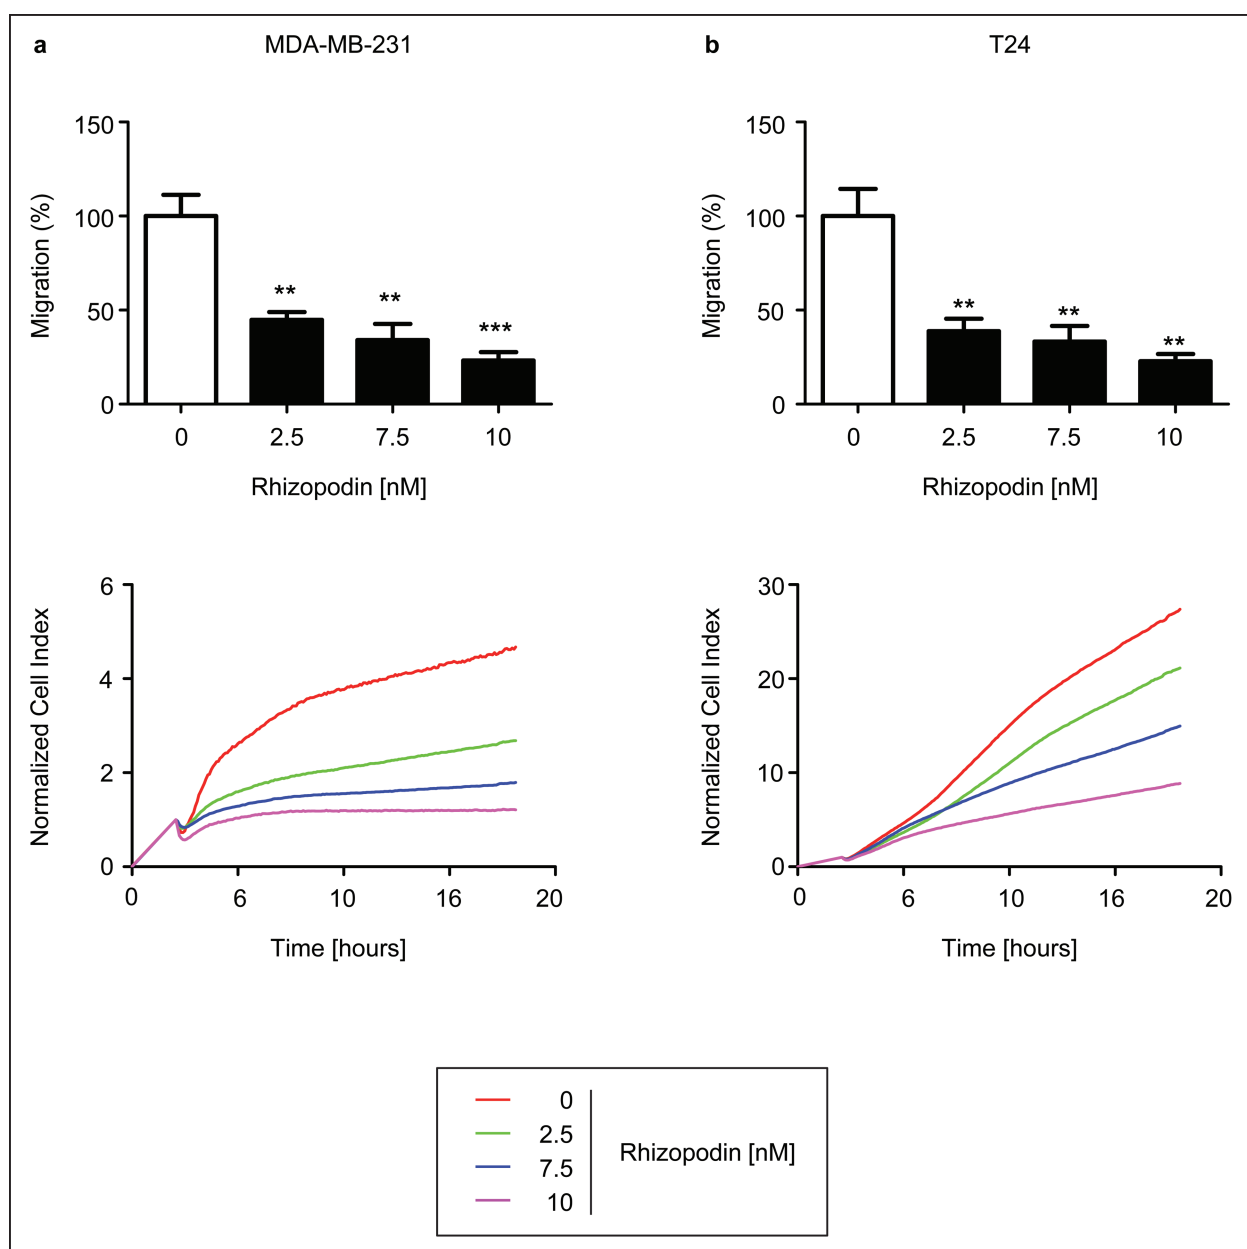 a MDA-MB-231
150
100
50
0
Migration (%)
** ** ***
0 2.5 7.5 10
Rhizopodin [nM]
b T24
150
100
50
0
Migration (%)
** ** **
0 2.5 7.5 10
Rhizopodin [nM]
6
4
2
0
Normalized Cell Index
0 6 10 16 20
Time [hours]
30
20
10
0
Normalized Cell Index
0 6 10 16 20
Time [hours]
0
2.5
7.5
10
Rhizopodin [nM]